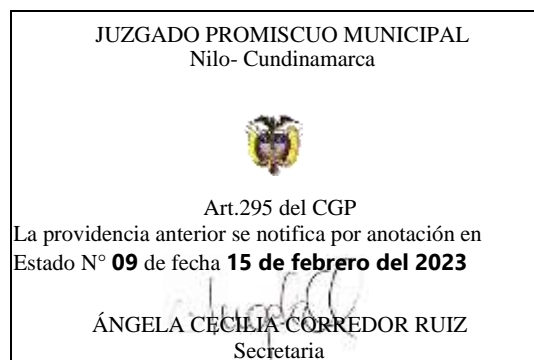 JUZGADO PROMISCUO MUNICIPAL
Nilo- Cundinamarca
Art.295 del CGP
La providencia anterior se notifica por anotación en
Estado N° 09 de fecha 15 de febrero del 2023
ÁNGELA CECILIA CORREDOR RUIZ
Secretaria